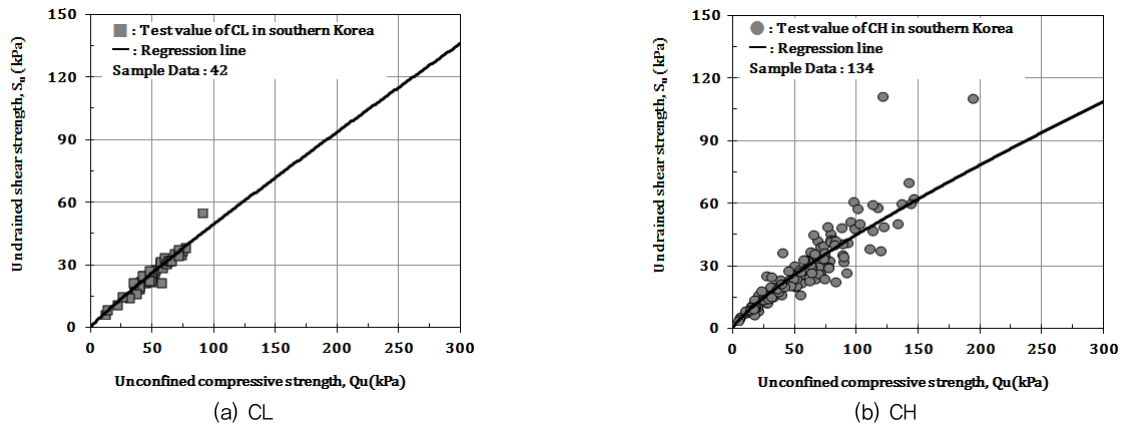 150
120
90
60
30
0
Undrained shear strength, Su (kPa)
: Test value of CL in southern Korea
: Regression line
Sample Data : 42
0 50 100 150 200 250 300
Unconfined compressive strength, Qu(kPa)
(a) CL
150
120
90
60
30
0
Undrained shear strength, Su (kPa)
: Test value of CH in southern Korea
: Regression line
Sample Data : 134
0 50 100 150 200 250 300
Unconfined compressive strength, Qu(kPa)
(b) CH